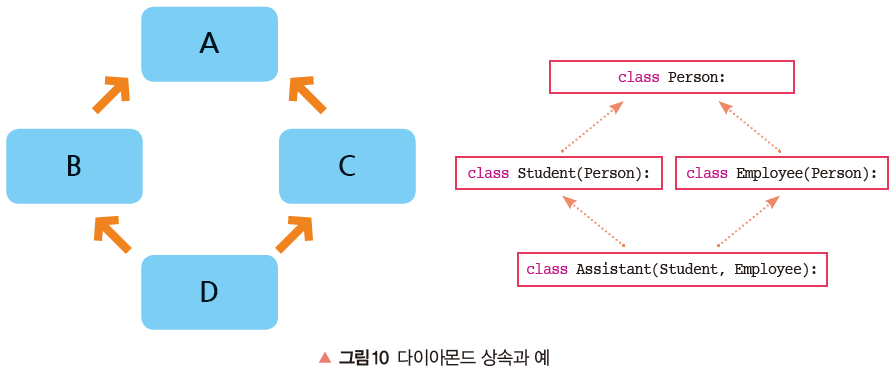 A
B
C
D
class Person:
class Student(Person):
class Employee(Person):
class Assistant(Student, Employee):
▲ 그림10 다이아몬드 상속과 예